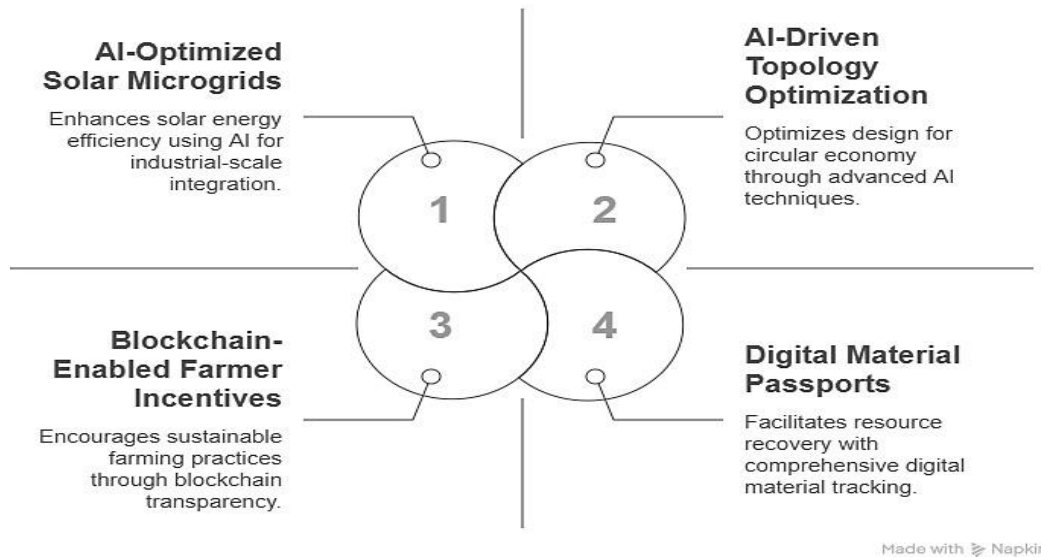 AI-Optimized
Solar Microgrids
Enhances solar energy
efficiency using AI for
industrial-scale
integration.
1
AI-Driven
Topology
Optimization
Optimizes design for
circular economy
through advanced AI
techniques.
2
Blockchain-
Enabled Farmer
Incentives
Encourages sustainable
farming practices
through blockchain
transparency.
3
Digital Material
Passports
Facilitates resource
recovery with
comprehensive digital
material tracking.
4
Made with Napkin